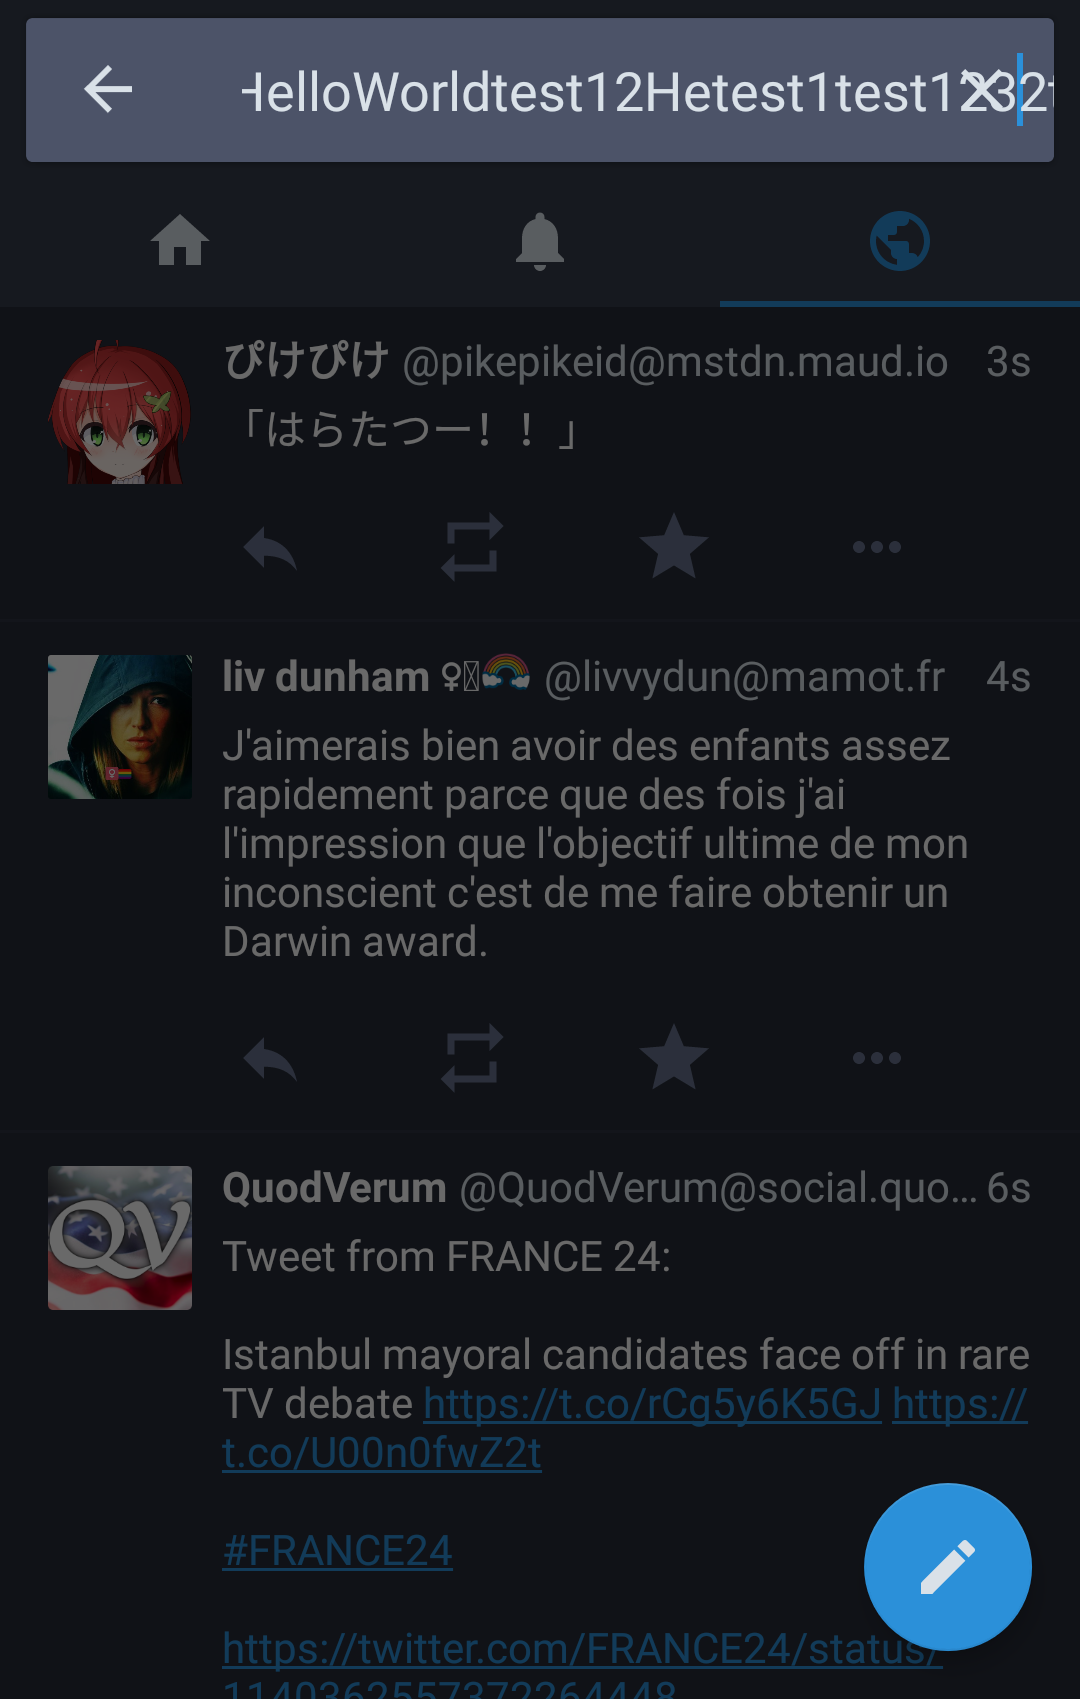 HelloWorldtest12Hetest1test1232t
ぴけぴけ @pikepikeid@mstdn.maud.io 3s
「はらたつー！！」
liv dunham ♀🌈 @livvydun@mamot.fr 4s
J'aimerais bien avoir des enfants assez
rapidement parce que des fois j'ai
l'impression que l'objectif ultime de mon
inconscient c'est de me faire obtenir un
Darwin award.
QV
QuodVerum @QuodVerum@social.quo... 6s
Tweet from FRANCE 24:
Istanbul mayoral candidates face off in rare
TV debate https://t.co/rCg5y6K5GJ https://
t.co/U00n0fwZ2t
#FRANCE24
https://twitter.com/FRANCE24/status/
1140362557372264448